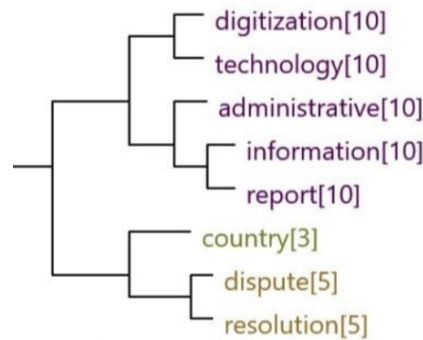 digitization[10]
technology[10]
administrative[10]
information[10]
report[10]
country[3]
dispute[5]
resolution[5]